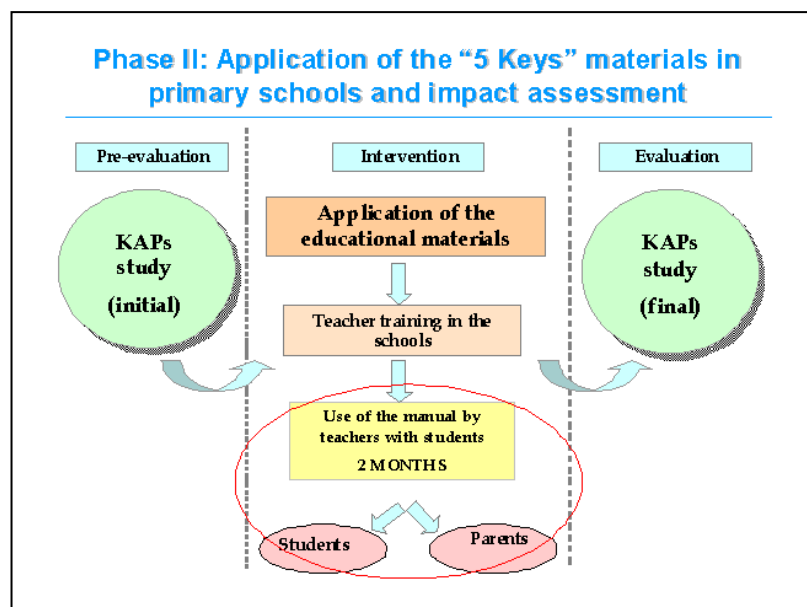 Phase II: Application of the “5 Keys” materials in
primary schools and impact assessment
Pre-evaluation
Intervention
Evaluation
KAPs
study
(initial)
Application of the
educational materials
Teacher training in the
schools
Use of the manual by
teachers with students
2 MONTHS
Students
Parents
KAPs
study
(final)